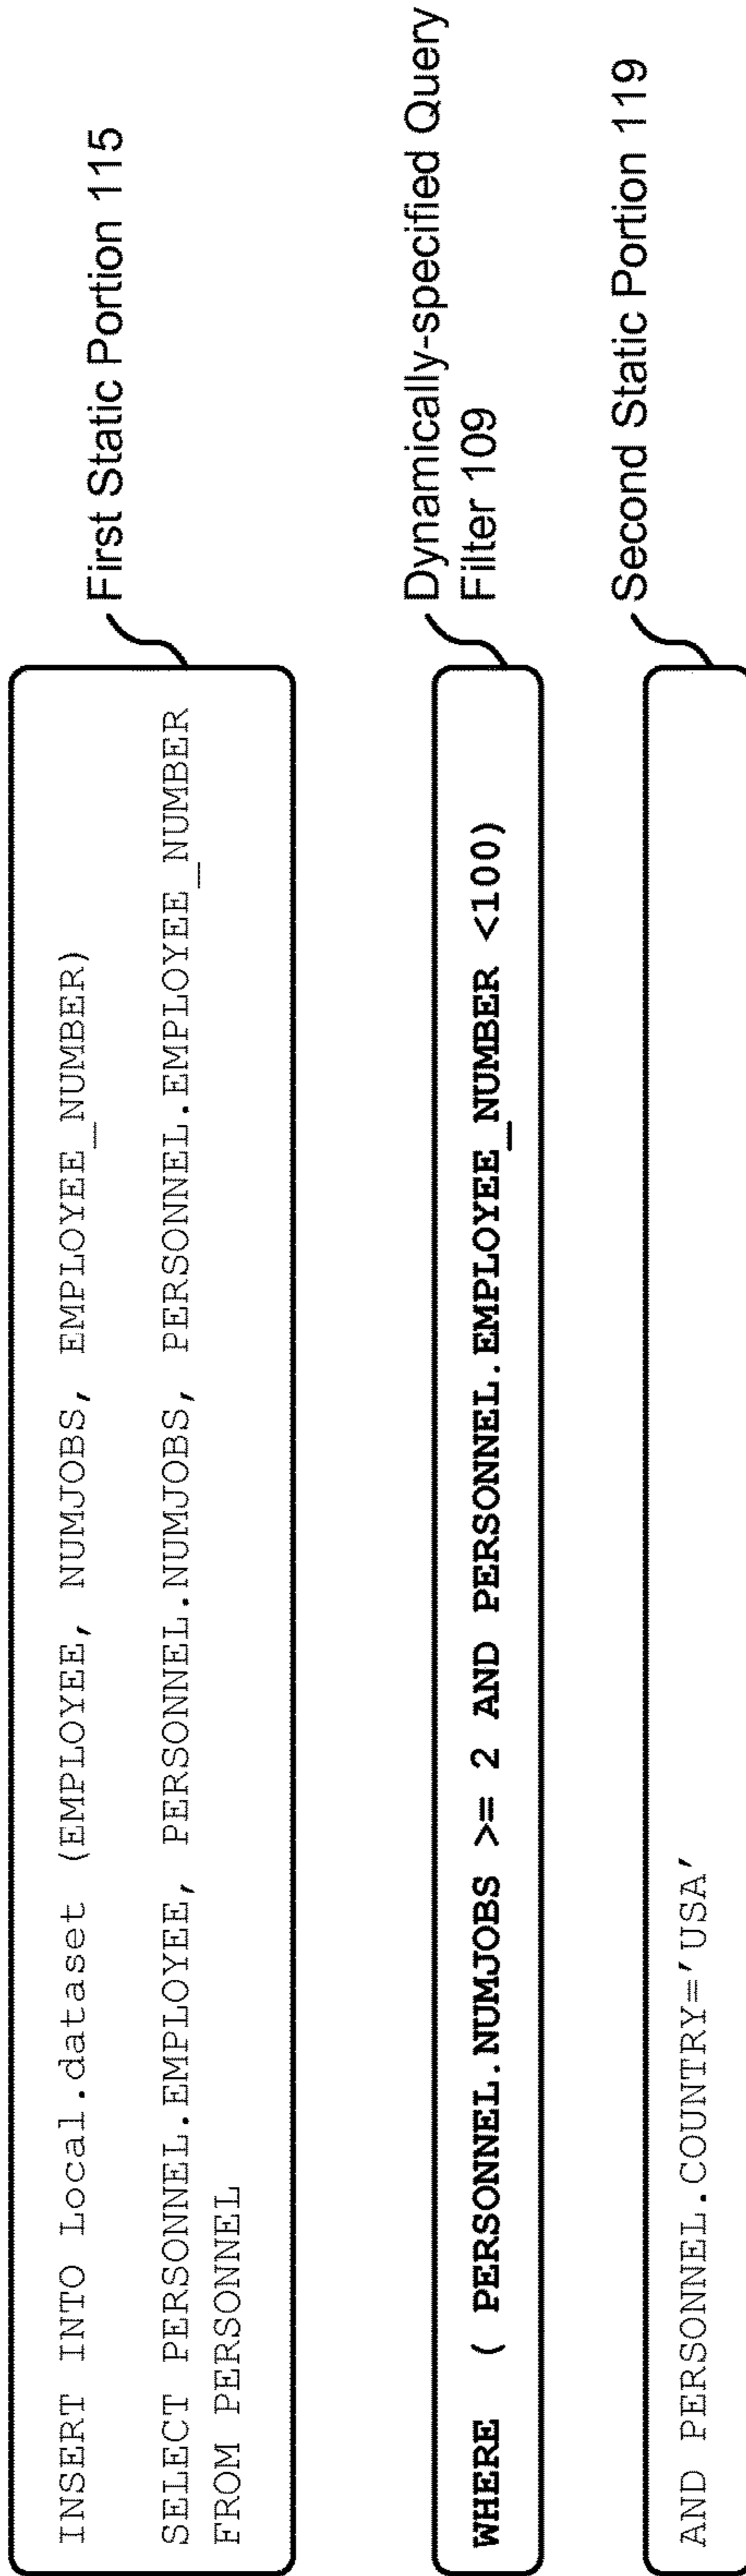 INSERT INTO Local.dataset (EMPLOYEE, NUMJOBS, EMPLOYEE_NUMBER)
SELECT PERSONNEL.EMPLOYEE, PERSONNEL.NUMJOBS, PERSONNEL.EMPLOYEE_NUMBER
FROM PERSONNEL
First Static Portion 115
WHERE ( PERSONNEL.NUMJOBS >= 2 AND PERSONNEL.EMPLOYEE_NUMBER <100)
Dynamically-specified Query
Filter 109
AND PERSONNEL.COUNTRY='USA'
Second Static Portion 119